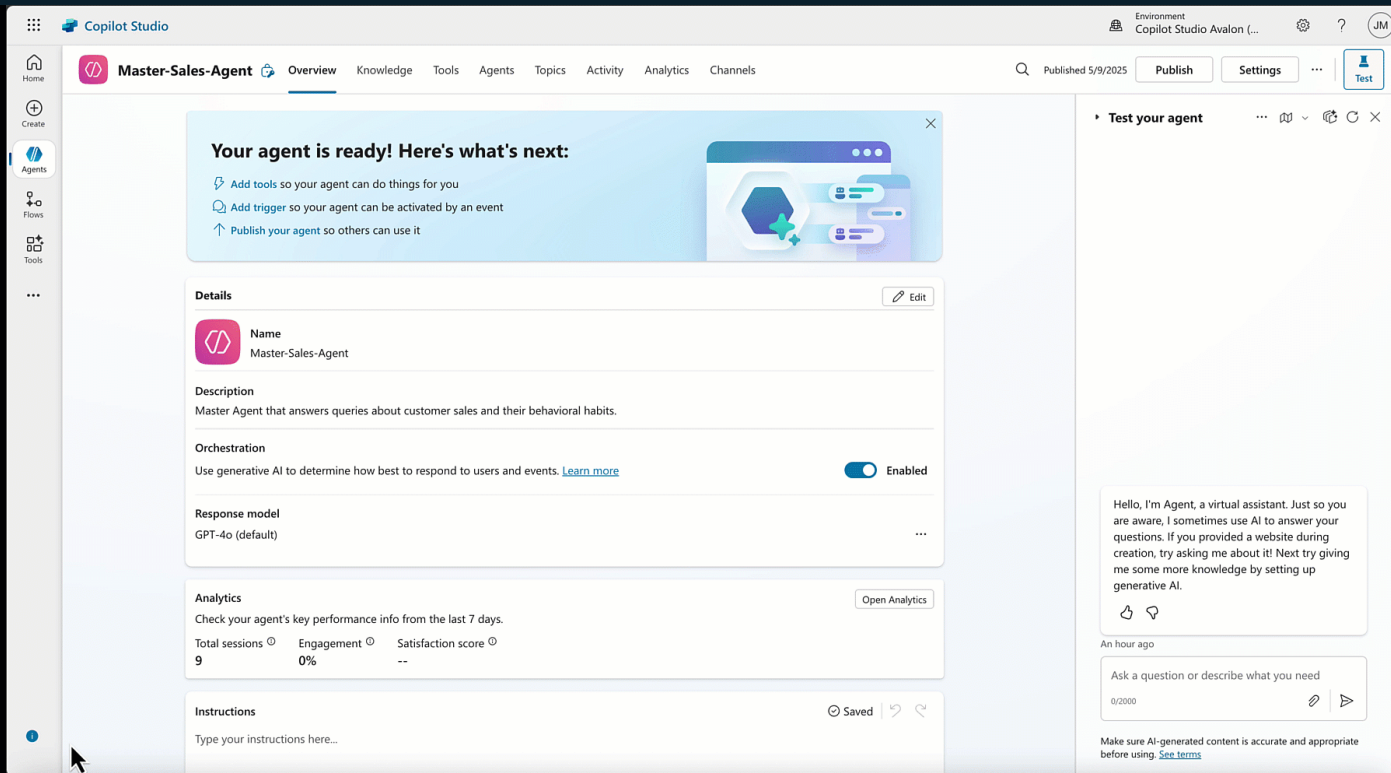 Copilot Studio
Environment
Copilot Studio Avalon (...
JM
Home
Create
Agents
Flows
Tools
Master-Sales-Agent
Overview
Knowledge
Tools
Agents
Topics
Activity
Analytics
Channels
Published 5/9/2025
Publish
Settings
Test
Your agent is ready! Here's what's next:
Add tools so your agent can do things for you
Add trigger so your agent can be activated by an event
Publish your agent so others can use it
Details
Edit
Name
Master-Sales-Agent
Description
Master Agent that answers queries about customer sales and their behavioral habits.
Orchestration
Use generative AI to determine how best to respond to users and events. Learn more
Enabled
Response model
GPT-4o (default)
Analytics
Open Analytics
Check your agent's key performance info from the last 7 days.
Total sessions
Engagement
Satisfaction score
9
0%
--
Instructions
Saved
Type your instructions here...
Test your agent
Hello, I'm Agent, a virtual assistant. Just so you
are aware, I sometimes use AI to answer your
questions. If you provided a website during
creation, try asking me about it! Next try giving
me some more knowledge by setting up
generative AI.
An hour ago
Ask a question or describe what you need
0/2000
Make sure AI-generated content is accurate and appropriate
before using. See terms